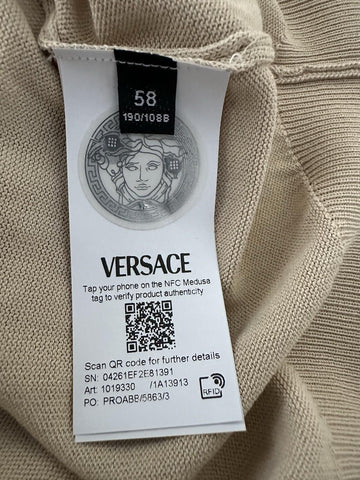 58
190/108B
VERSACE
Tap your phone on the NFC Medusa
tag to verify product authenticity
Scan QR code for further details
SN: 04261EF2E81391
Art: 1019330 /1A13913
PO: PROABB/5863/3
RFID